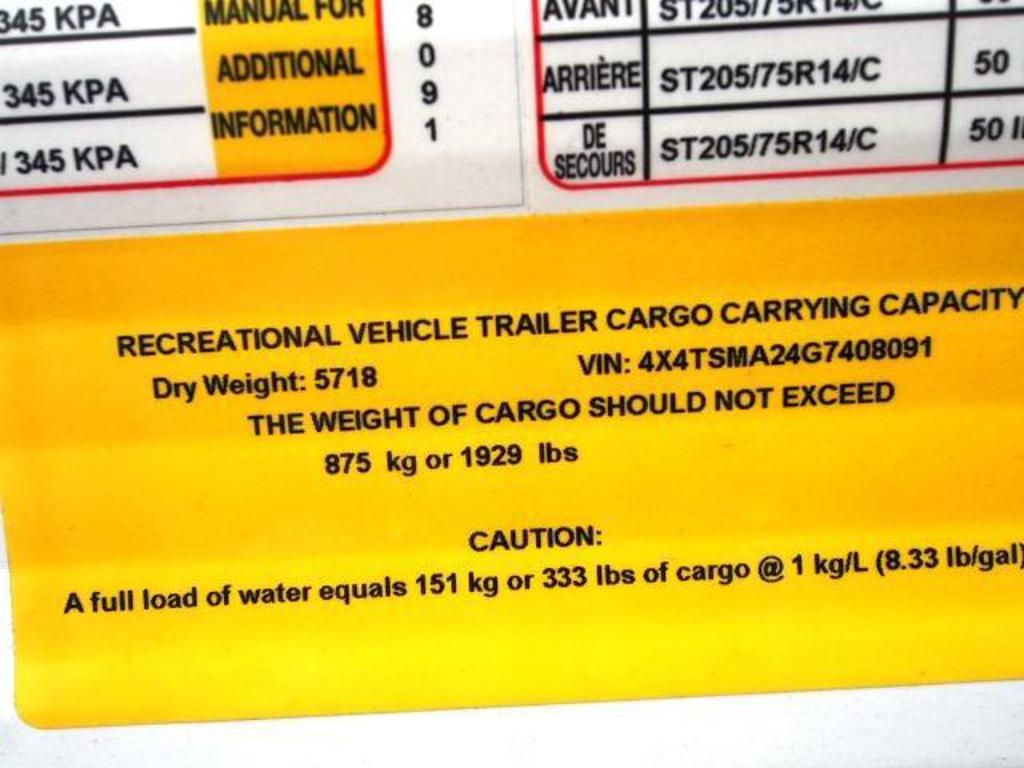 345 KPA
345 KPA
/ 345 KPA
MANUAL FOR
ADDITIONAL
INFORMATION
8
0
9
1
AVANT ST205/75R14/C
ARRIÈRE ST205/75R14/C 50
DE SECOURS ST205/75R14/C 50
RECREATIONAL VEHICLE TRAILER CARGO CARRYING CAPACITY
Dry Weight: 5718 VIN: 4X4TSMA24G7408091
THE WEIGHT OF CARGO SHOULD NOT EXCEED
875 kg or 1929 lbs
CAUTION:
A full load of water equals 151 kg or 333 lbs of cargo @ 1 kg/L (8.33 lb/gal)